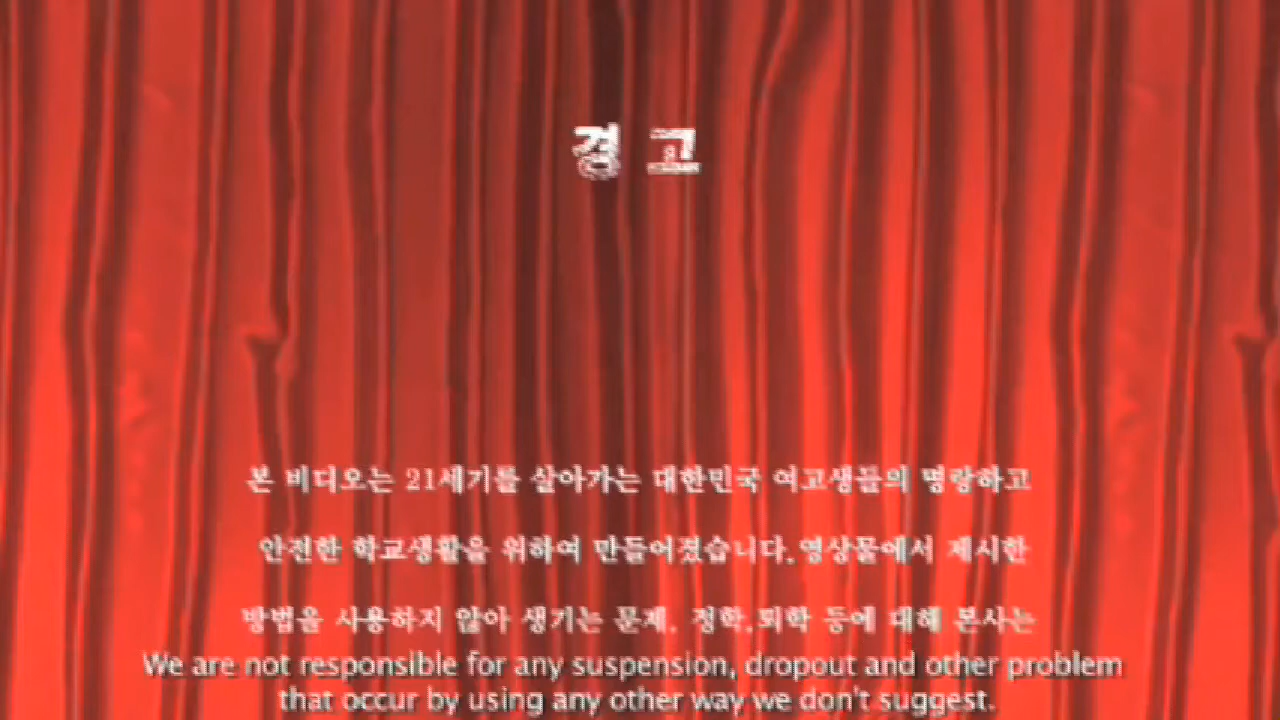 경 고
본 비디오는 21세기를 살아가는 대한민국 여고생들의 명랑하고
안전한 학교생활을 위하여 만들어졌습니다. 영상물에서 제시한
방법을 사용하지 않아 생기는 문제, 정학, 퇴학 등에 대해 본사는
We are not responsible for any suspension, dropout and other problem
that occur by using any other way we don't suggest.